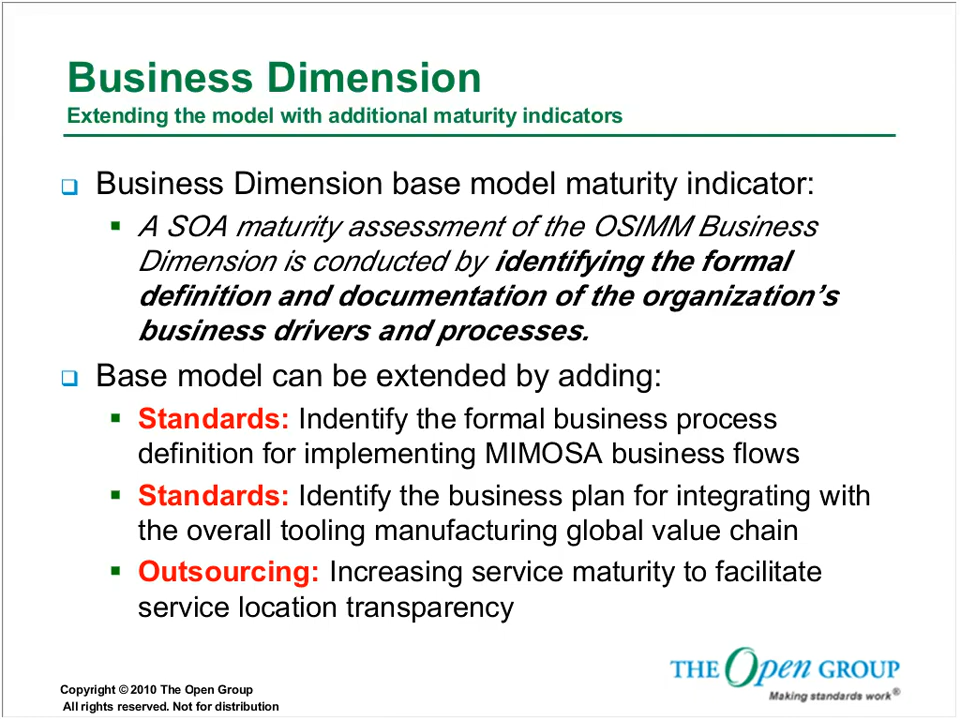 Business Dimension
Extending the model with additional maturity indicators
Business Dimension base model maturity indicator:
A SOA maturity assessment of the OSIMM Business
Dimension is conducted by identifying the formal
definition and documentation of the organization's
business drivers and processes.
Base model can be extended by adding:
Standards: Indentify the formal business process
definition for implementing MIMOSA business flows
Standards: Identify the business plan for integrating with
the overall tooling manufacturing global value chain
Outsourcing: Increasing service maturity to facilitate
service location transparency
THE Open GROUP
Making standards work®
Copyright © 2010 The Open Group
All rights reserved. Not for distribution